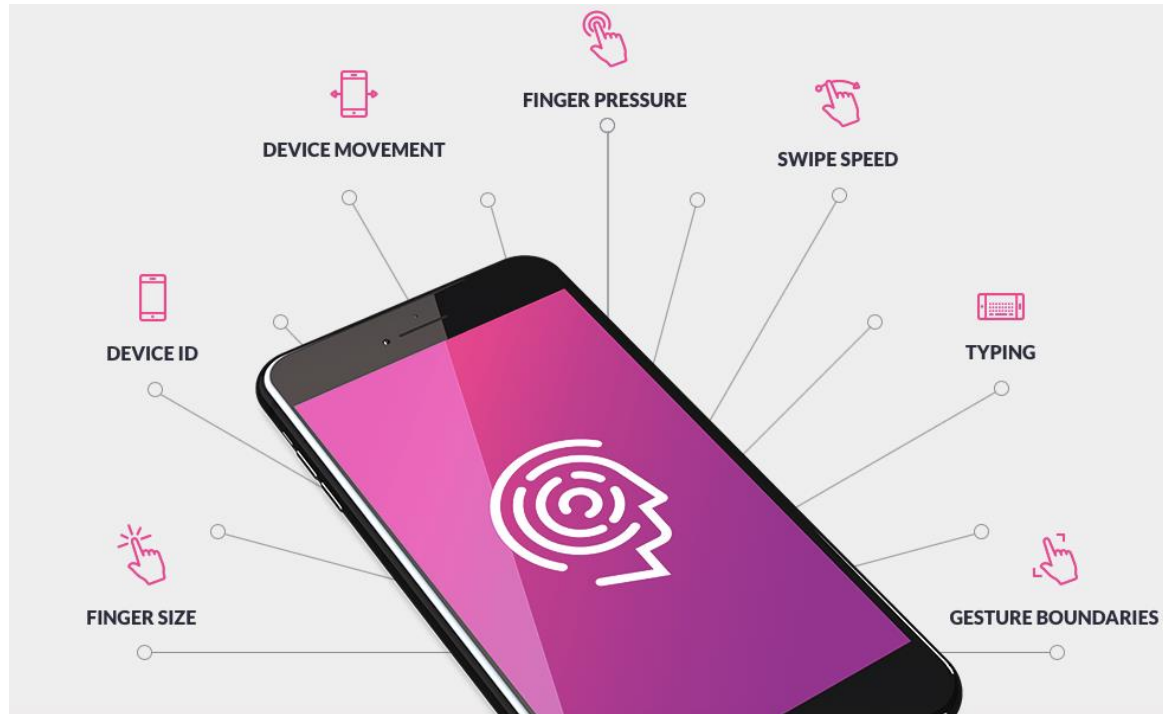 FINGER PRESSURE
DEVICE MOVEMENT
SWIPE SPEED
DEVICE ID
TYPING
FINGER SIZE
GESTURE BOUNDARIES